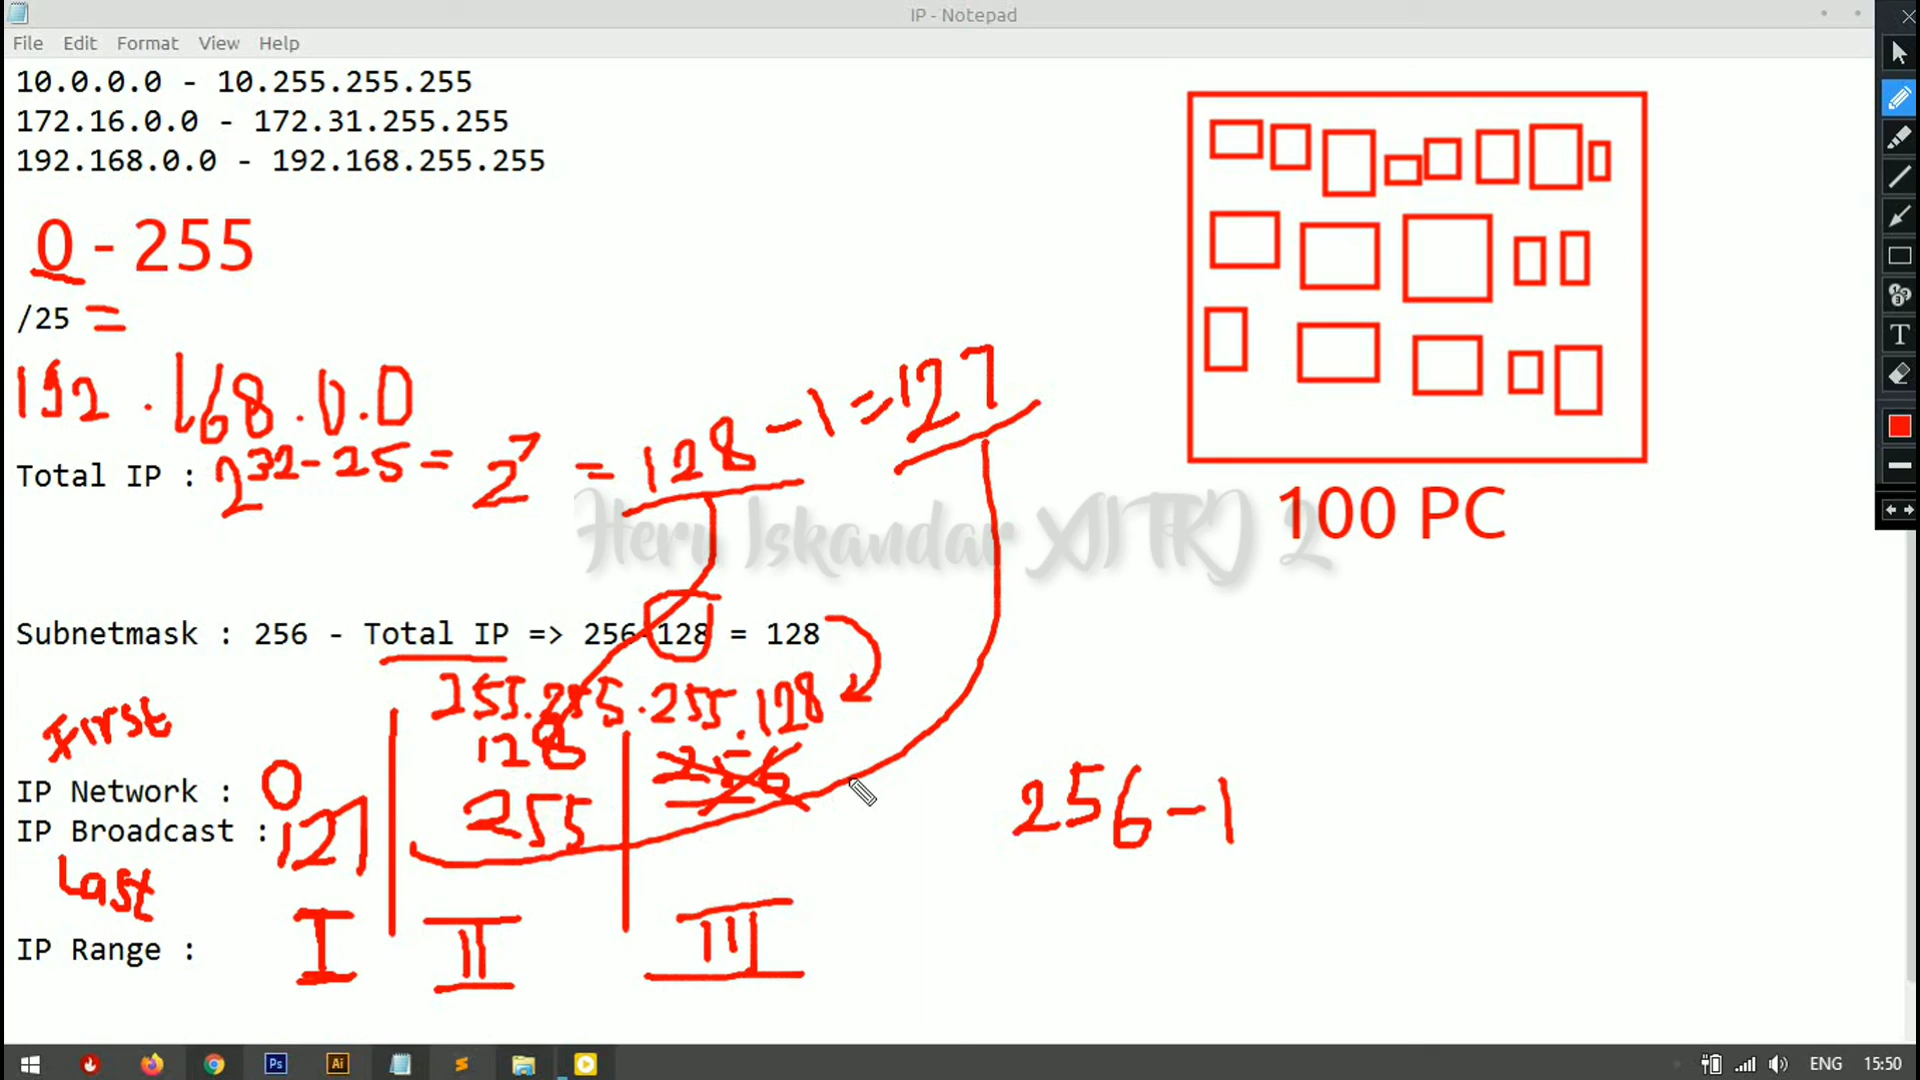 IP - Notepad
File Edit Format View Help
10.0.0.0 - 10.255.255.255
172.16.0.0 - 172.31.255.255
192.168.0.0 - 192.168.255.255
0 - 255
/25 =
192.168.0.0
Total IP : 2^32-25 = 2^7 = 128 - 1 = 127
100 PC
Heru Iskandar XII TKJ 2
Subnetmask : 256 - Total IP => 256-128 = 128
255.255.255.128
First
IP Network : 0 128 256
IP Broadcast : 127 255
256-1
Last
IP Range : I II III
Ps Ai ENG 15:50